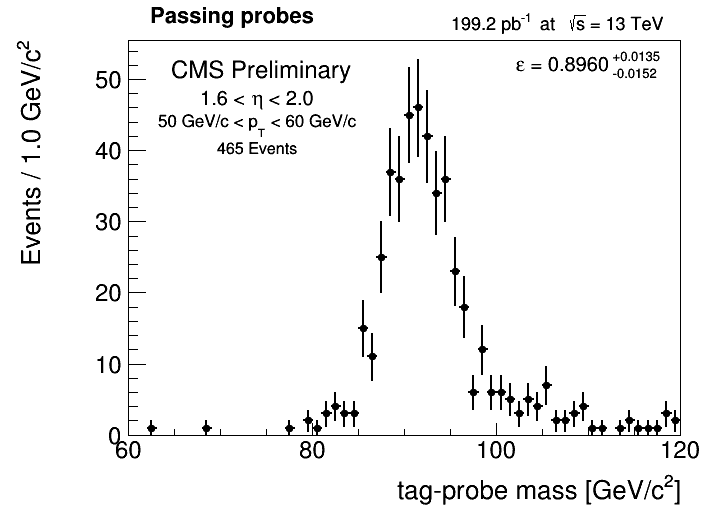 Passing probes
199.2 pb⁻¹ at √s = 13 TeV
CMS Preliminary
ε = 0.8960 +0.0135 -0.0152
1.6 < η < 2.0
50 GeV/c < p_T < 60 GeV/c
465 Events
Events / 1.0 GeV/c²
50
40
30
20
10
0
60 80 100 120
tag-probe mass [GeV/c²]